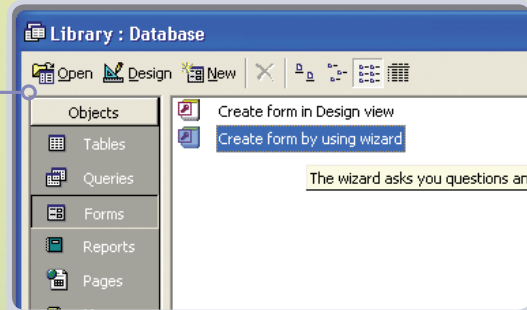 Library : Database
Open Design New
Objects
Create form in Design view
Tables
Create form by using wizard
Queries
The wizard asks you questions
Forms
Reports
Pages